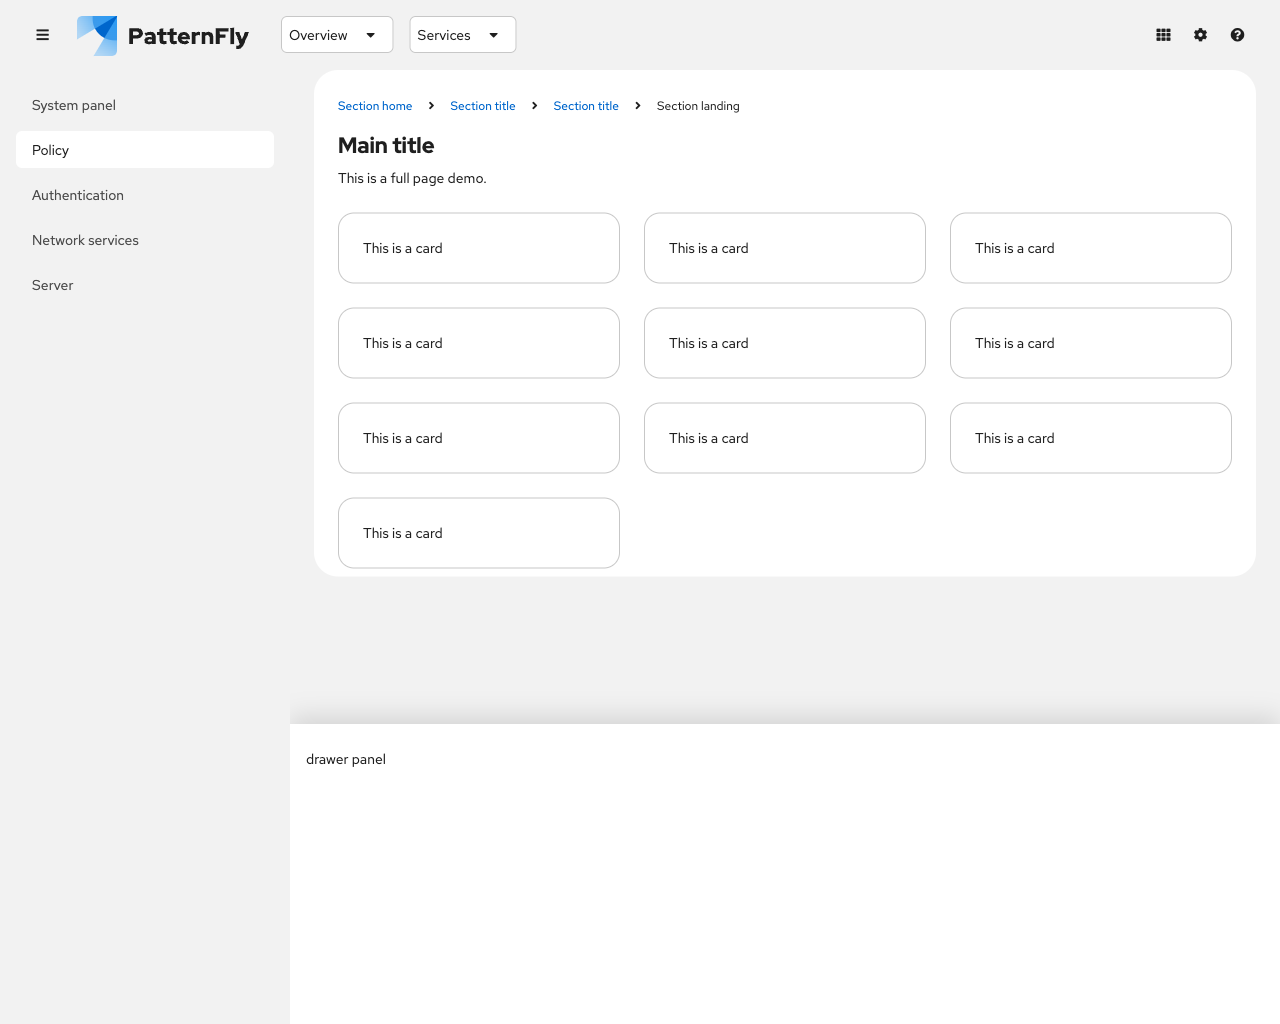 PatternFly
Overview
Services
System panel
Policy
Authentication
Network services
Server
Section home
Section title
Section title
Section landing
Main title
This is a full page demo.
This is a card
This is a card
This is a card
This is a card
This is a card
This is a card
This is a card
This is a card
This is a card
This is a card
drawer panel